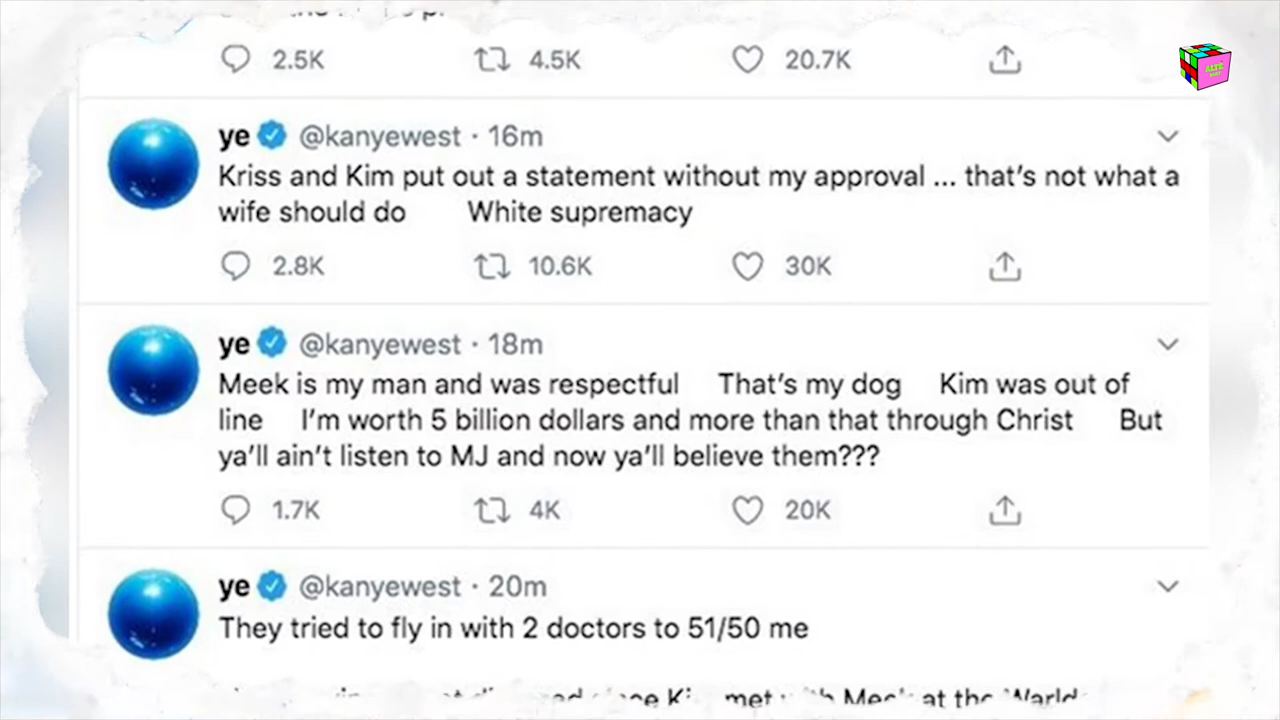 2.5K 4.5K 20.7K
ye @kanyewest · 16m
Kriss and Kim put out a statement without my approval ... that's not what a
wife should do White supremacy
2.8K 10.6K 30K
ye @kanyewest · 18m
Meek is my man and was respectful That's my dog Kim was out of
line I'm worth 5 billion dollars and more than that through Christ But
ya'll ain't listen to MJ and now ya'll believe them???
1.7K 4K 20K
ye @kanyewest · 20m
They tried to fly in with 2 doctors to 51/50 me
met at the